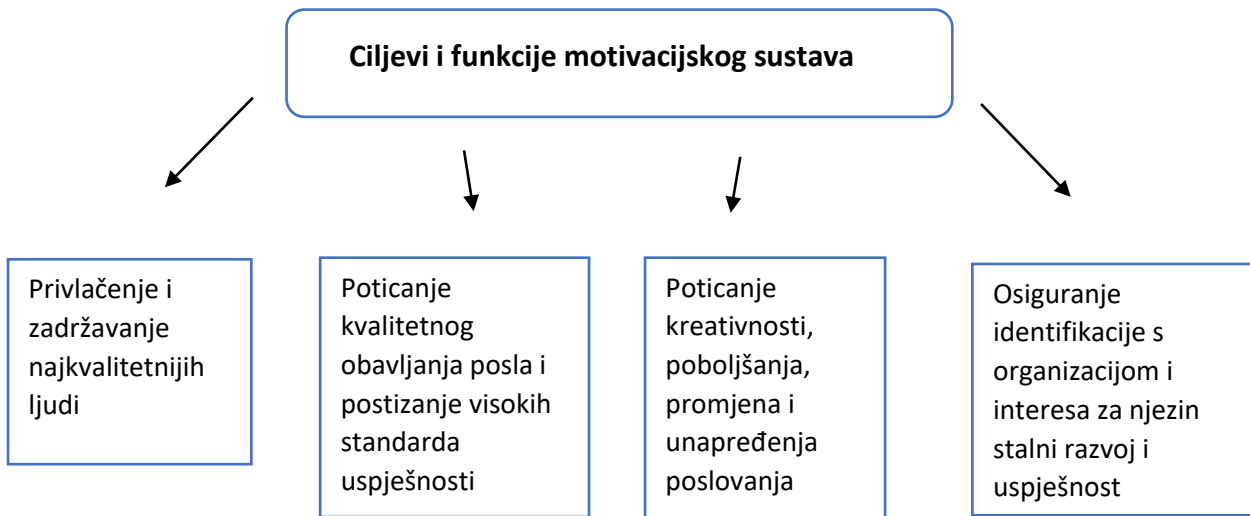 Ciljevi i funkcije motivacijskog sustava
Privlačenje i
zadržavanje
najkvalitetnijih
ljudi
Poticanje
kvalitetnog
obavljanja posla i
postizanje visokih
standarda
uspješnosti
Poticanje
kreativnosti,
poboljšanja,
promjena i
unapređenja
poslovanja
Osiguranje
identifikacije s
organizacijom i
interesa za njezin
stalni razvoj i
uspješnost